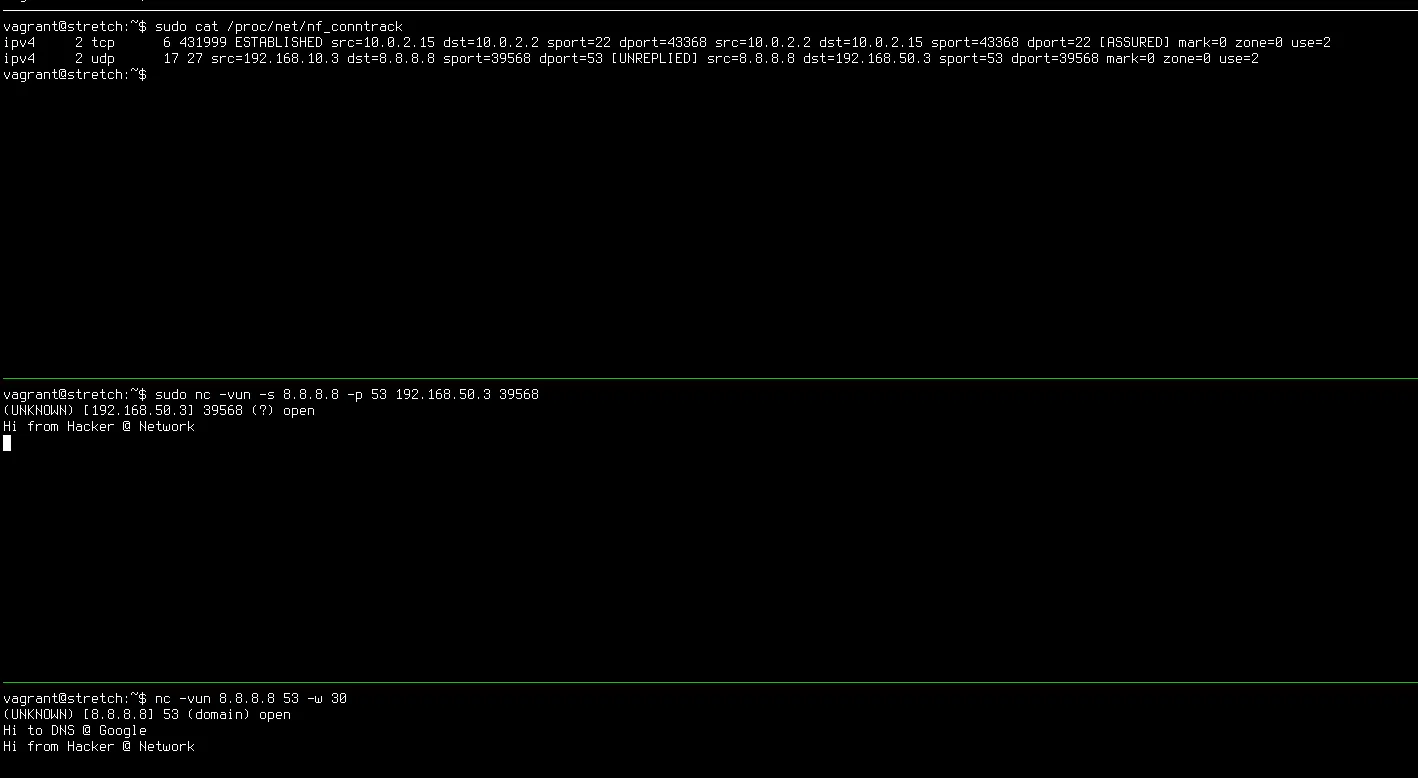 vagrant@stretch:~$ sudo cat /proc/net/nf_conntrack
ipv4     2 tcp      6 431999 ESTABLISHED src=10.0.2.15 dst=10.0.2.2 sport=22 dport=43368 src=10.0.2.2 dst=10.0.2.15 sport=43368 dport=22 [ASSURED] mark=0 zone=0 use=2
ipv4     2 udp      17 27 src=192.168.10.3 dst=8.8.8.8 sport=39568 dport=53 [UNREPLIED] src=8.8.8.8 dst=192.168.50.3 sport=53 dport=39568 mark=0 zone=0 use=2
vagrant@stretch:~$
vagrant@stretch:~$ sudo nc -vun -s 8.8.8.8 -p 53 192.168.50.3 39568
(UNKNOWN) [192.168.50.3] 39568 (?) open
Hi from Hacker @ Network
vagrant@stretch:~$ nc -vun 8.8.8.8 53 -w 30
(UNKNOWN) [8.8.8.8] 53 (domain) open
Hi to DNS @ Google
Hi from Hacker @ Network